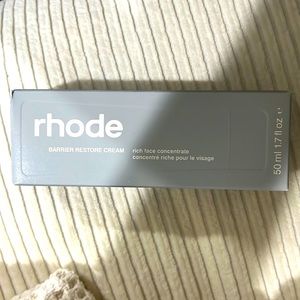 rhode
BARRIER RESTORE CREAM
rich face concentrate
concentré riche pour le visage
50 ml 1.7 fl oz ℮